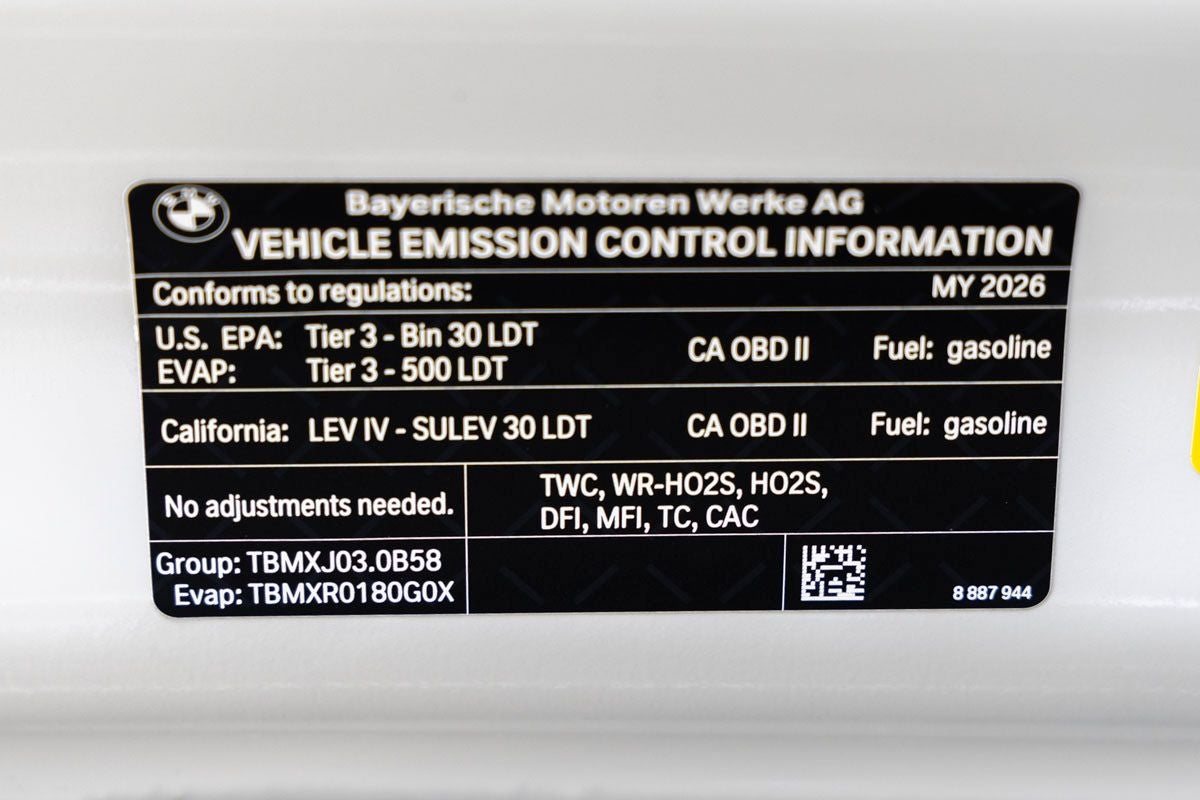 Bayerische Motoren Werke AG
VEHICLE EMISSION CONTROL INFORMATION
Conforms to regulations: MY 2026
U.S. EPA: Tier 3 - Bin 30 LDT CA OBD II Fuel: gasoline
EVAP: Tier 3 - 500 LDT
California: LEV IV - SULEV 30 LDT CA OBD II Fuel: gasoline
No adjustments needed.
TWC, WR-HO2S, HO2S,
DFI, MFI, TC, CAC
Group: TBMXJ03.0B58
Evap: TBMXR0180G0X
8 887 944